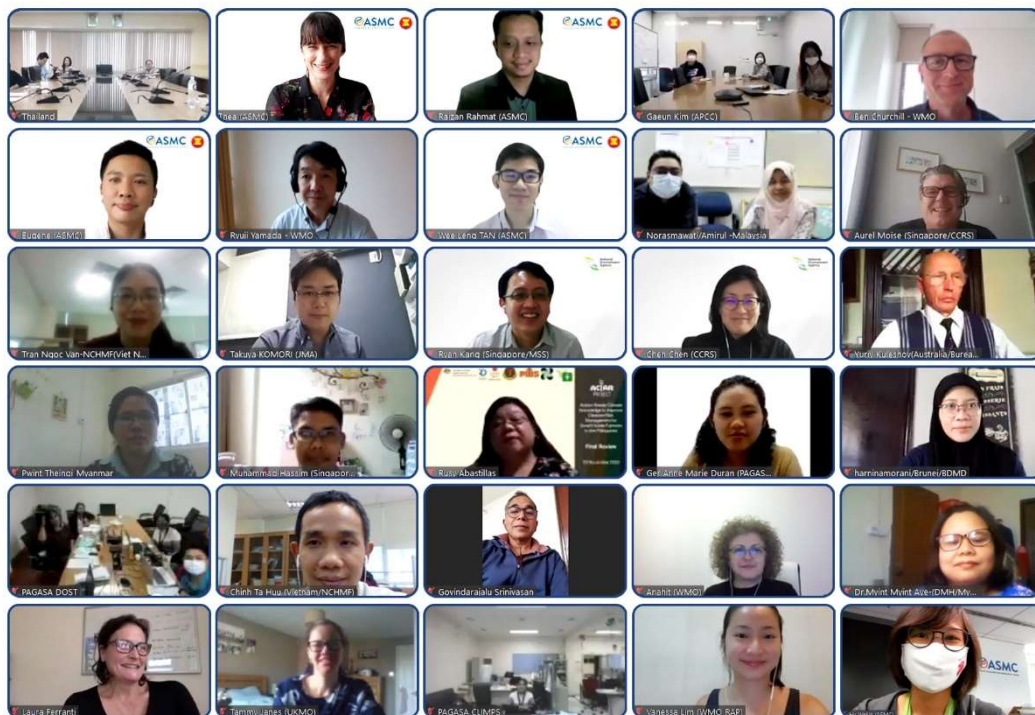 Thailand
ASMC
Thea (ASMC)
ASMC
Raizan Rahmat (ASMC)
Gaeun Kim (APCC)
Ben Churchill - WMO
ASMC
Eugene (ASMC)
Ryuji Yamada - WMO
ASMC
Wee Leng TAN (ASMC)
Norasmawati/Amirul -Malaysia
Aurel Moise (Singapore/CCRS)
Tran Ngoc Van-NCHMF(Viet N...
Takuya KOMORI (JMA)
Ryan Kang (Singapore/MSS)
Chen Chen (CCRS)
Yuriy Kuleshov(Australia/Burea...
Pwint Theingi_Myanmar
Muhammad Hassim (Singapor...
ACIAR
PROJECT
Final Review
Rusy Abastillas
Ger Anne Marie Duran (PAGAS...
harninamorani/Brunei/BDMD
PAGASA DOST
Chinh Ta Huu (Vietnam/NCHMF)
Govindarajalu Srinivasan
Anahit (WMO)
Dr.Myint Myint Aye-(DMH/My...
Laura Ferranti
Tammy Janes (UKMO)
PAGASA CLIMPS
Vanessa Lim (WMO RAP)
ASMC